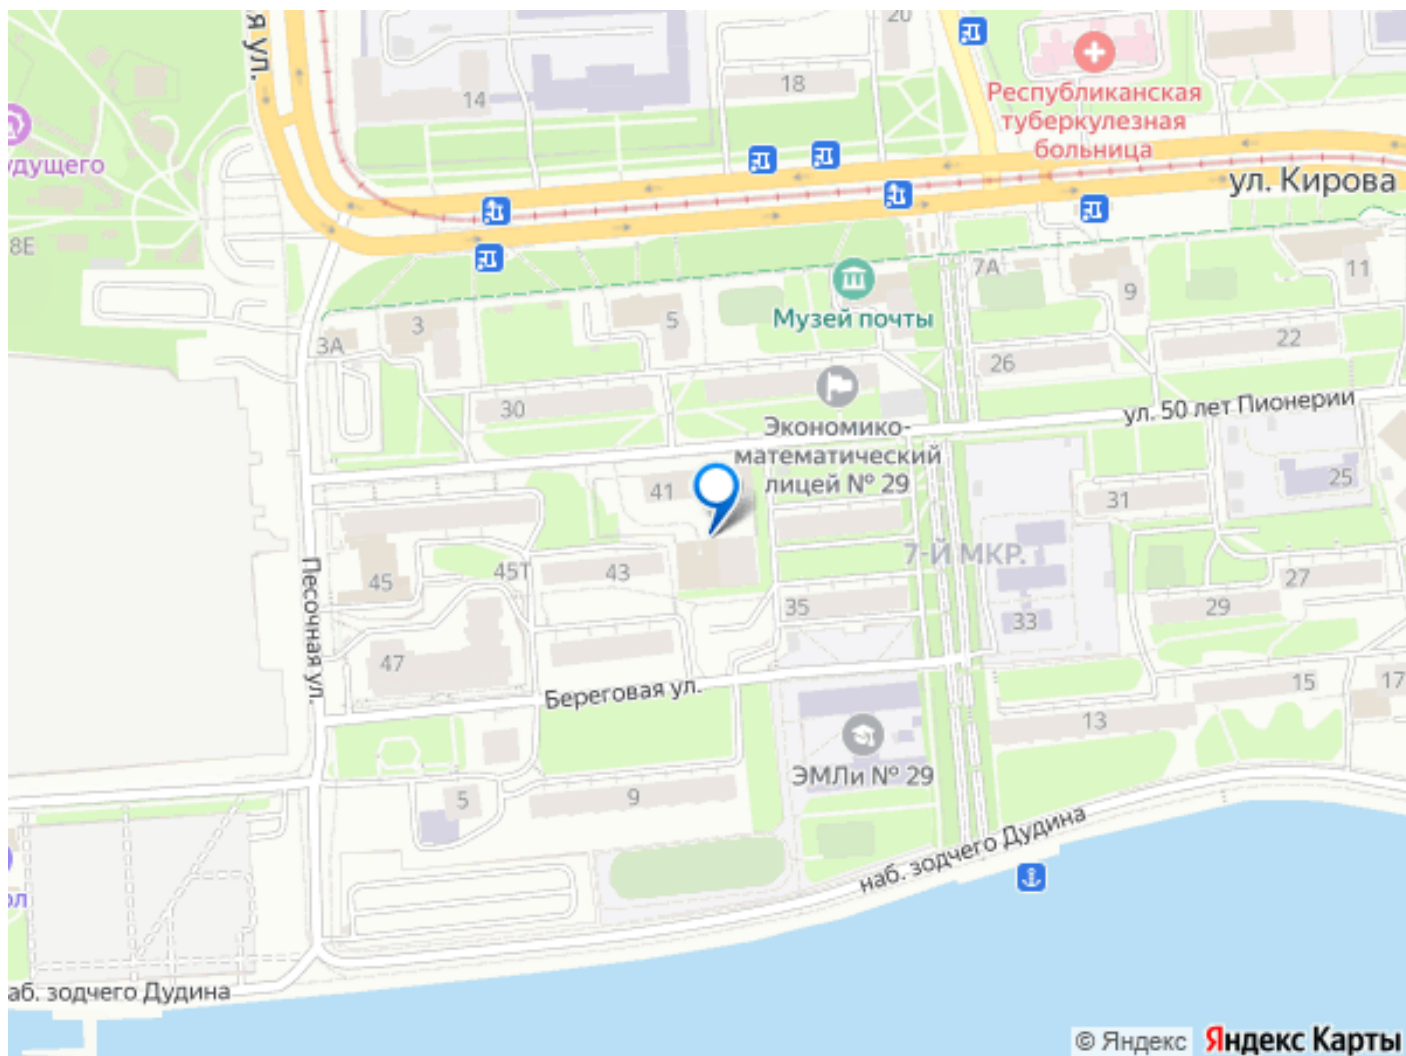 я ул.
20
18
14
Республиканская
туберкулезная
больница
удущего
ул. Кирова
8Е
7А
11
9
Музей почты
3
5
3А
22
26
30
ул. 50 лет Пионерии
Экономико-
математический
лицей № 29
25
41
31
7-Й МКР.
45Т
43
45
27
35
29
33
Песочная ул.
47
Береговая ул.
15
17
13
ЭМЛи № 29
5
9
наб. зодчего Дудина
ол
аб. зодчего Дудина
© Яндекс Яндекс Карты